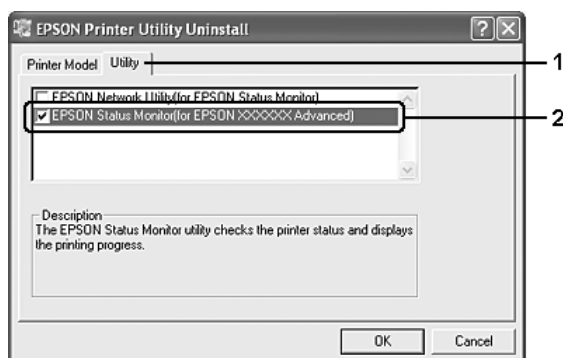 EPSON Printer Utility Uninstall
Printer Model Utility
1
EPSON Network Utility(for EPSON Status Monitor)
EPSON Status Monitor(for EPSON XXXXXXX Advanced)
2
Description
The EPSON Status Monitor utility checks the printer status and displays
the printing progress.
OK Cancel